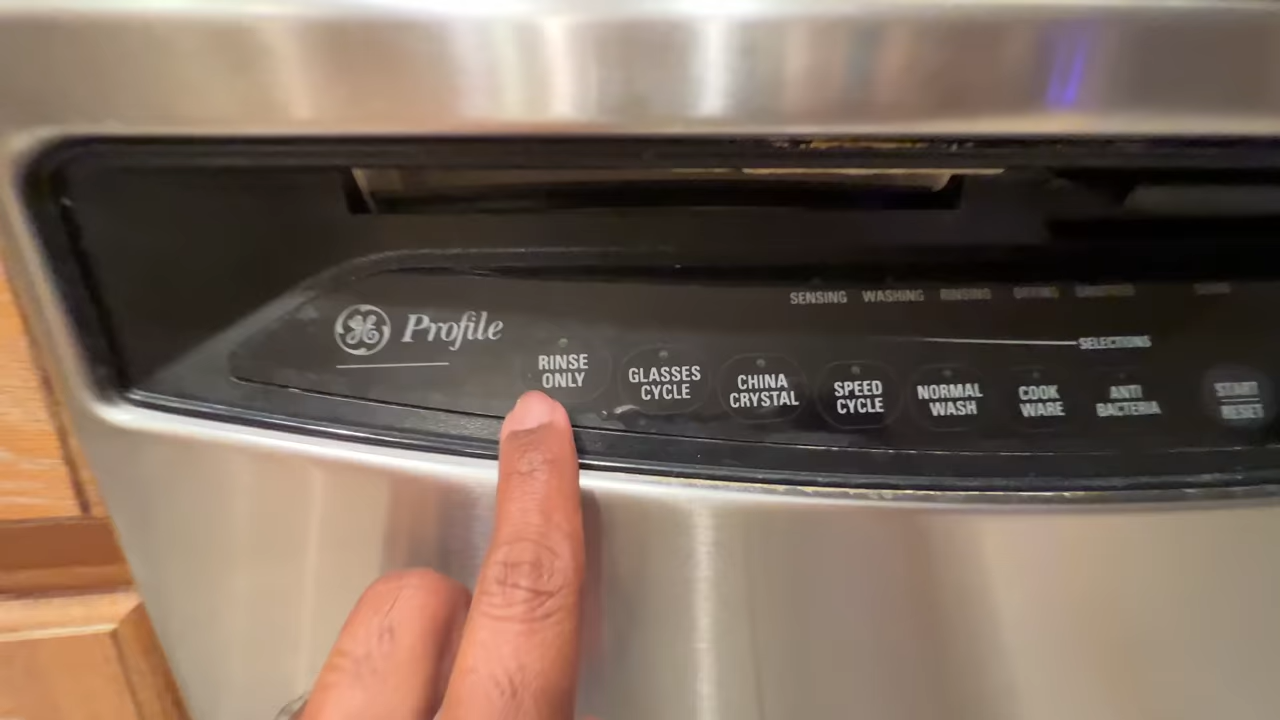 SENSING WASHING RINSING
SELECTIONS
GE Profile
RINSE ONLY
GLASSES CYCLE
CHINA CRYSTAL
SPEED CYCLE
NORMAL WASH
COOK WARE
ANTI BACTERIA
START RESET